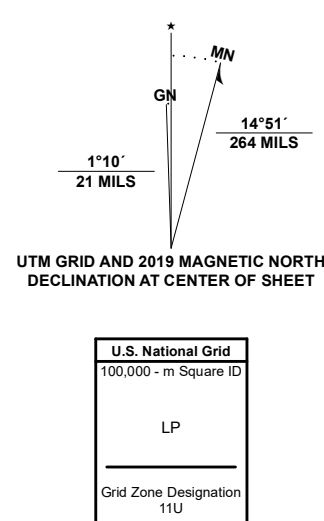 ★
MN
GN
14°51´
264 MILS
1°10´
21 MILS
UTM GRID AND 2019 MAGNETIC NORTH
DECLINATION AT CENTER OF SHEET
U.S. National Grid
100,000 - m Square ID
LP
Grid Zone Designation
11U